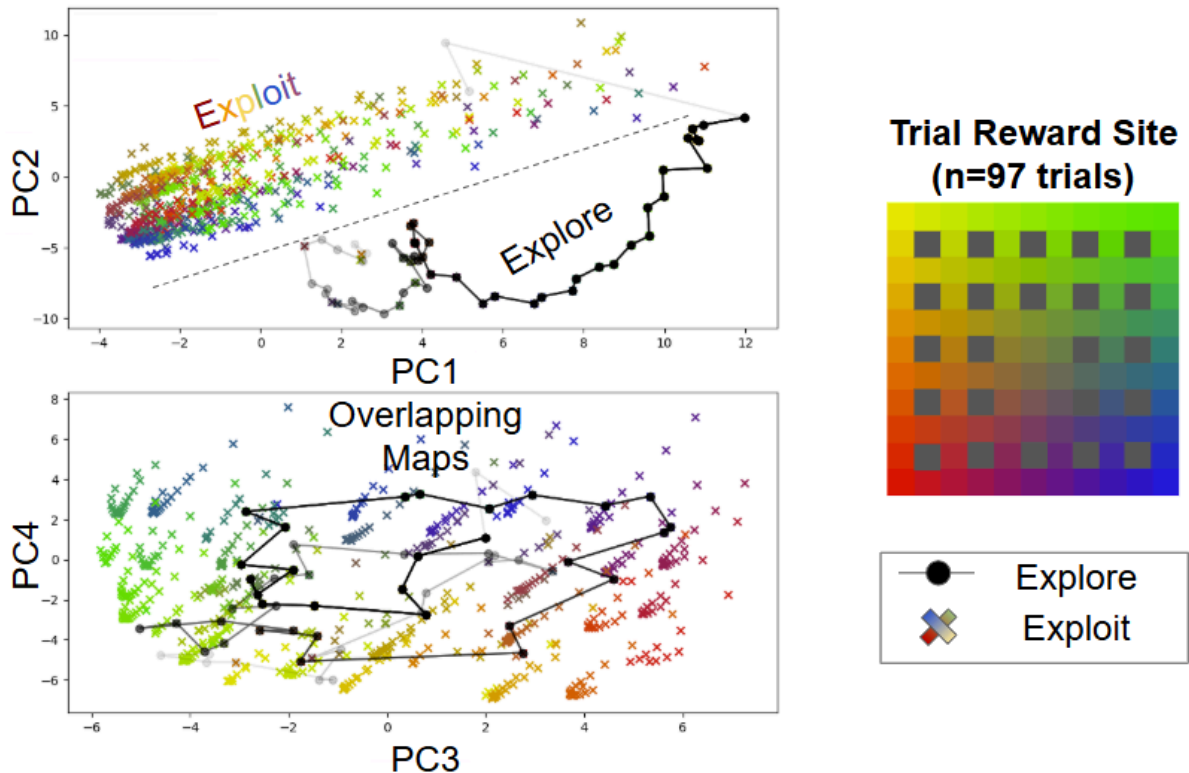 10
5
0
−5
−10
PC2
Exploit
Explore
−4
−2
0
2
4
6
8
10
12
PC1
Overlapping
Maps
8
6
4
2
0
−2
−4
−6
PC4
−6
−4
−2
0
2
4
6
PC3
Trial Reward Site
(n=97 trials)
Explore
Exploit